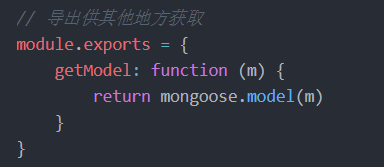 // 导出供其他地方获取
module.exports = {
    getModel: function (m) {
        return mongoose.model(m)
    }
}